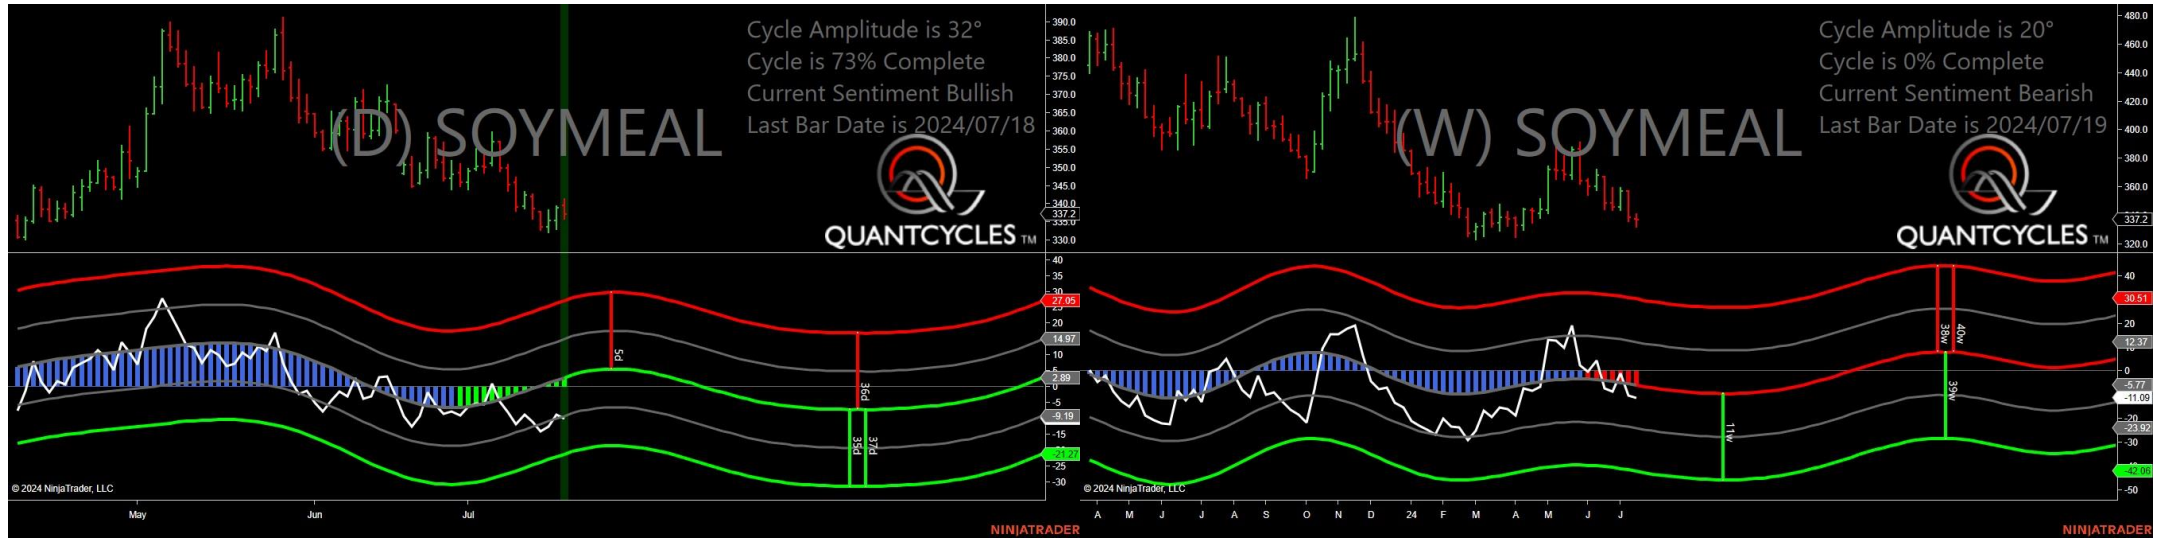 Cycle Amplitude is 32°
Cycle is 73% Complete
Current Sentiment Bullish
Last Bar Date is 2024/07/18
(D) SOYMEAL
QUANTCYCLES TM
390.0
385.0
380.0
375.0
370.0
365.0
360.0
355.0
350.0
345.0
340.0
337.2
335.0
330.0
40
35
30
27.05
25
20
14.97
10
5
2.89
0
-5
-9.19
-15
-21.27
-25
-30
5d
36d
35d
37d
© 2024 NinjaTrader, LLC
May
Jun
Jul
NINJATRADER
Cycle Amplitude is 20°
Cycle is 0% Complete
Current Sentiment Bearish
Last Bar Date is 2024/07/19
(W) SOYMEAL
QUANTCYCLES TM
480.0
460.0
440.0
420.0
400.0
380.0
360.0
337.2
320.0
40
30.51
20
12.37
0
-5.77
-11.09
-20
-23.92
-30
-42.06
-50
38w
40w
39w
11w
© 2024 NinjaTrader, LLC
A
M
J
J
A
S
O
N
D
24
F
M
A
M
J
J
NINJATRADER